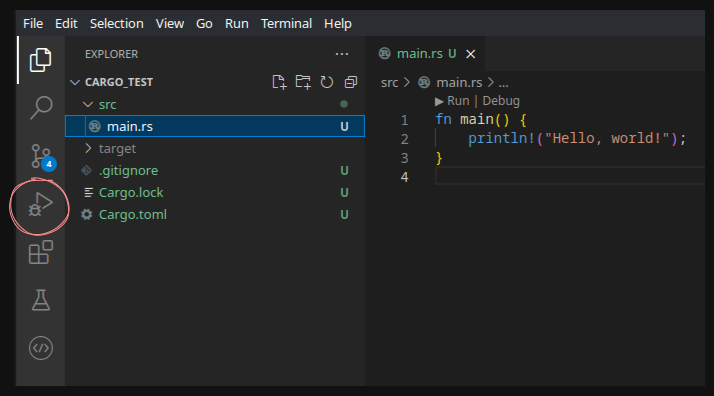 File Edit Selection View Go Run Terminal Help
EXPLORER ...
CARGO_TEST
src
main.rs U
target
.gitignore U
Cargo.lock U
Cargo.toml U
4
main.rs U
src > main.rs > ...
Run | Debug
1 fn main() {
2 println!("Hello, world!");
3 }
4